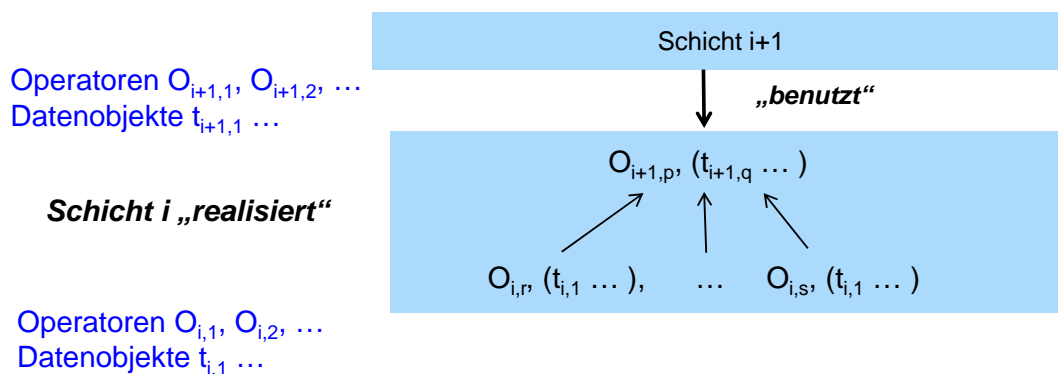 Schicht i+1
Operatoren O_{i+1,1}, O_{i+1,2}, …
Datenobjekte t_{i+1,1} …
„benutzt“
O_{i+1,p}, (t_{i+1,q} … )
Schicht i „realisiert“
O_{i,r}, (t_{i,1} … ), … O_{i,s}, (t_{i,1} … )
Operatoren O_{i,1}, O_{i,2}, …
Datenobjekte t_{i,1} …